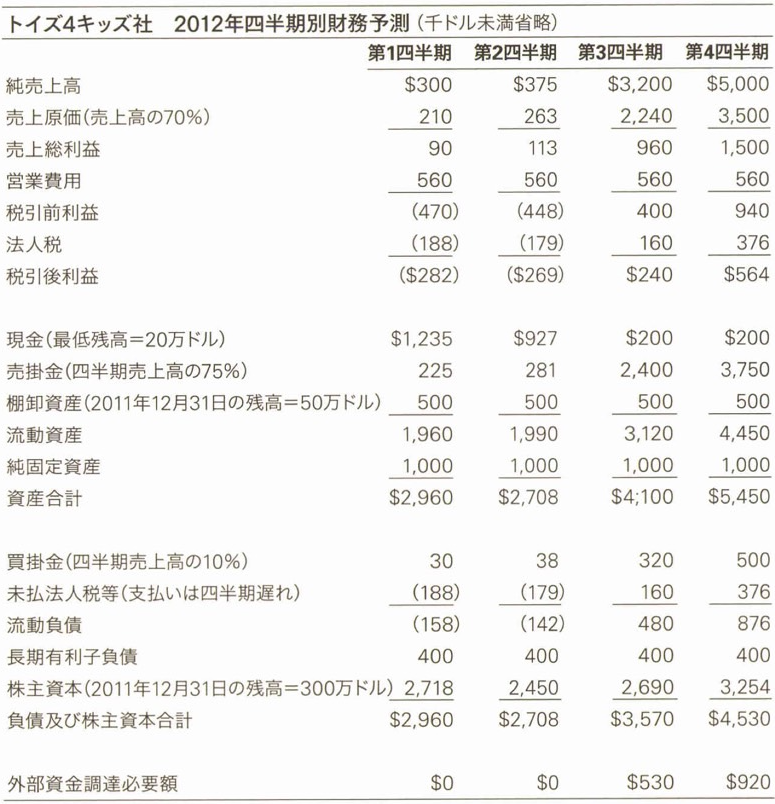 トイズ4キッズ社 2012年四半期別財務予測（千ドル未満省略）
第1四半期 第2四半期 第3四半期 第4四半期
純売上高 $300 $375 $3,200 $5,000
売上原価(売上高の70%) 210 263 2,240 3,500
売上総利益 90 113 960 1,500
営業費用 560 560 560 560
税引前利益 (470) (448) 400 940
法人税 (188) (179) 160 376
税引後利益 ($282) ($269) $240 $564
現金(最低残高=20万ドル) $1,235 $927 $200 $200
売掛金(四半期売上高の75%) 225 281 2,400 3,750
棚卸資産(2011年12月31日の残高=50万ドル) 500 500 500 500
流動資産 1,960 1,990 3,120 4,450
純固定資産 1,000 1,000 1,000 1,000
資産合計 $2,960 $2,708 $4;100 $5,450
買掛金(四半期売上高の10%) 30 38 320 500
未払法人税等(支払いは四半期遅れ) (188) (179) 160 376
流動負債 (158) (142) 480 876
長期有利子負債 400 400 400 400
株主資本(2011年12月31日の残高=300万ドル) 2,718 2,450 2,690 3,254
負債及び株主資本合計 $2,960 $2,708 $3,570 $4,530
外部資金調達必要額 $0 $0 $530 $920